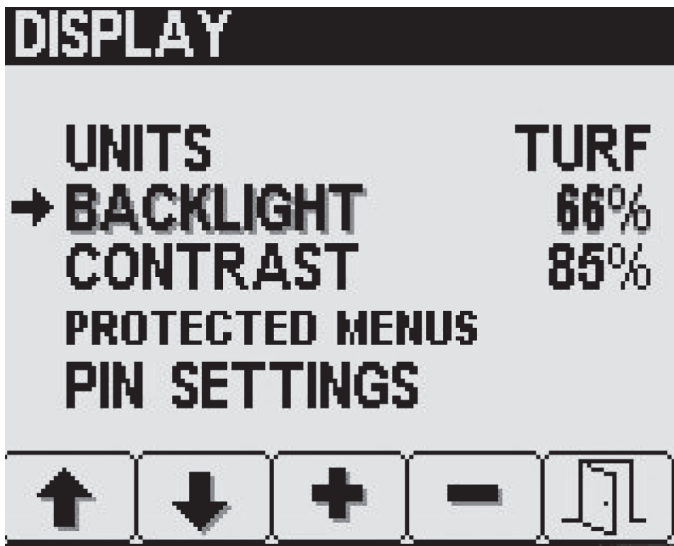 DISPLAY
UNITS TURF
BACKLIGHT 66%
CONTRAST 85%
PROTECTED MENUS
PIN SETTINGS